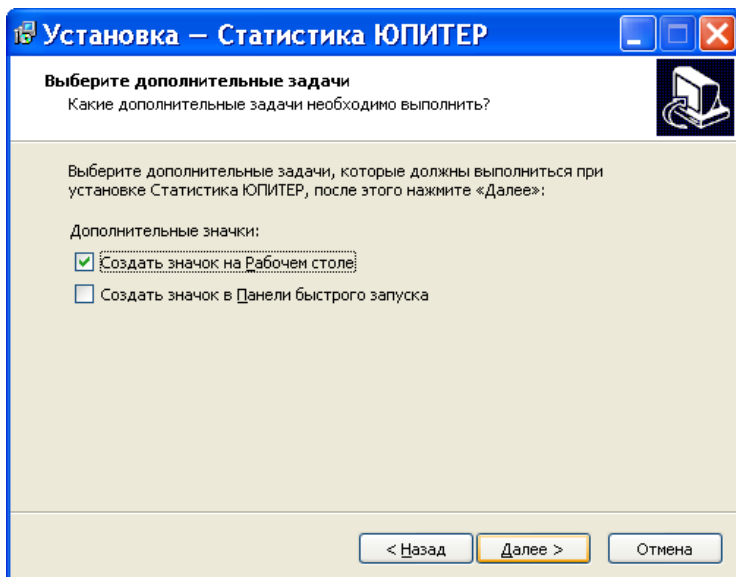 Установка — Статистика ЮПИТЕР
Выберите дополнительные задачи
Какие дополнительные задачи необходимо выполнить?
Выберите дополнительные задачи, которые должны выполниться при
установке Статистика ЮПИТЕР, после этого нажмите «Далее»:
Дополнительные значки:
Создать значок на Рабочем столе
Создать значок в Панели быстрого запуска
< Назад
Далее >
Отмена